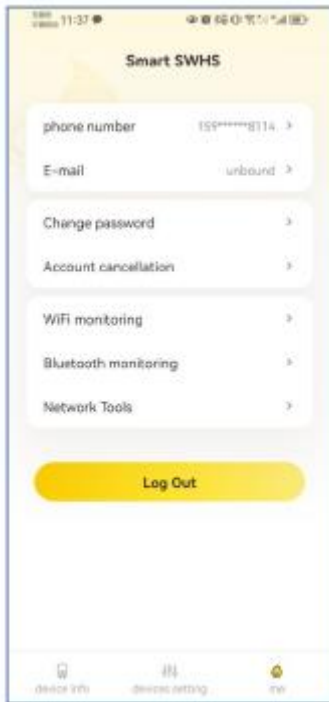 11:37
Smart SWHS
phone number 159******8114 >
E-mail unbound >
Change password >
Account cancellation >
WiFi monitoring >
Bluetooth monitoring >
Network Tools >
Log Out
device info devices setting me